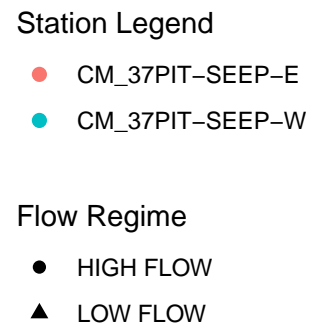 Station Legend
CM_37PIT−SEEP−E
CM_37PIT−SEEP−W
Flow Regime
HIGH FLOW
LOW FLOW